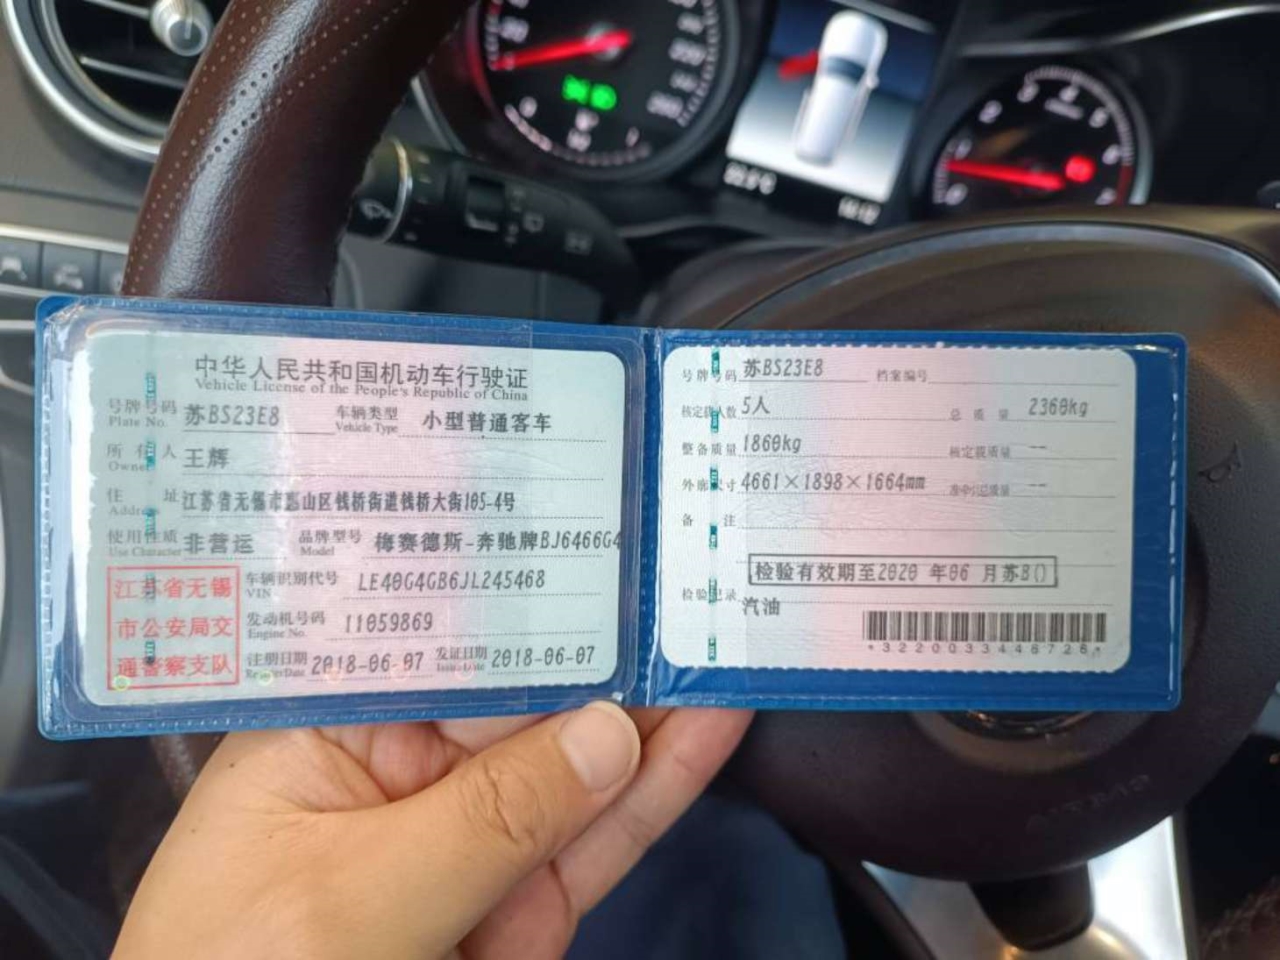 中华人民共和国机动车行驶证
Vehicle License of the People's Republic of China
号牌号码 苏BS23E8 车辆类型 小型普通客车
Plate No. Vehicle Type
所有人 王辉
Owner
住址 江苏省无锡市惠山区钱桥街道钱桥大街105-4号
Address
使用性质 非营运 品牌型号 梅赛德斯-奔驰牌BJ6466G4
Use Character Model
江苏省无锡
市公安局交
通警察支队
车辆识别代号 LE40G4GB6JL245468
VIN
发动机号码 11059869
Engine No.
注册日期 2018-06-07 发证日期 2018-06-07
Register Date Issue Date
号牌号码 苏BS23E8 档案编号
核定载人数 5人 总质量 2360kg
整备质量 1860kg 核定载质量 --
外廓尺寸 4661×1898×1664mm 准牵引总质量 --
备注
检验有效期至2020 年06 月苏B()
检验记录
汽油
*3220033448726*